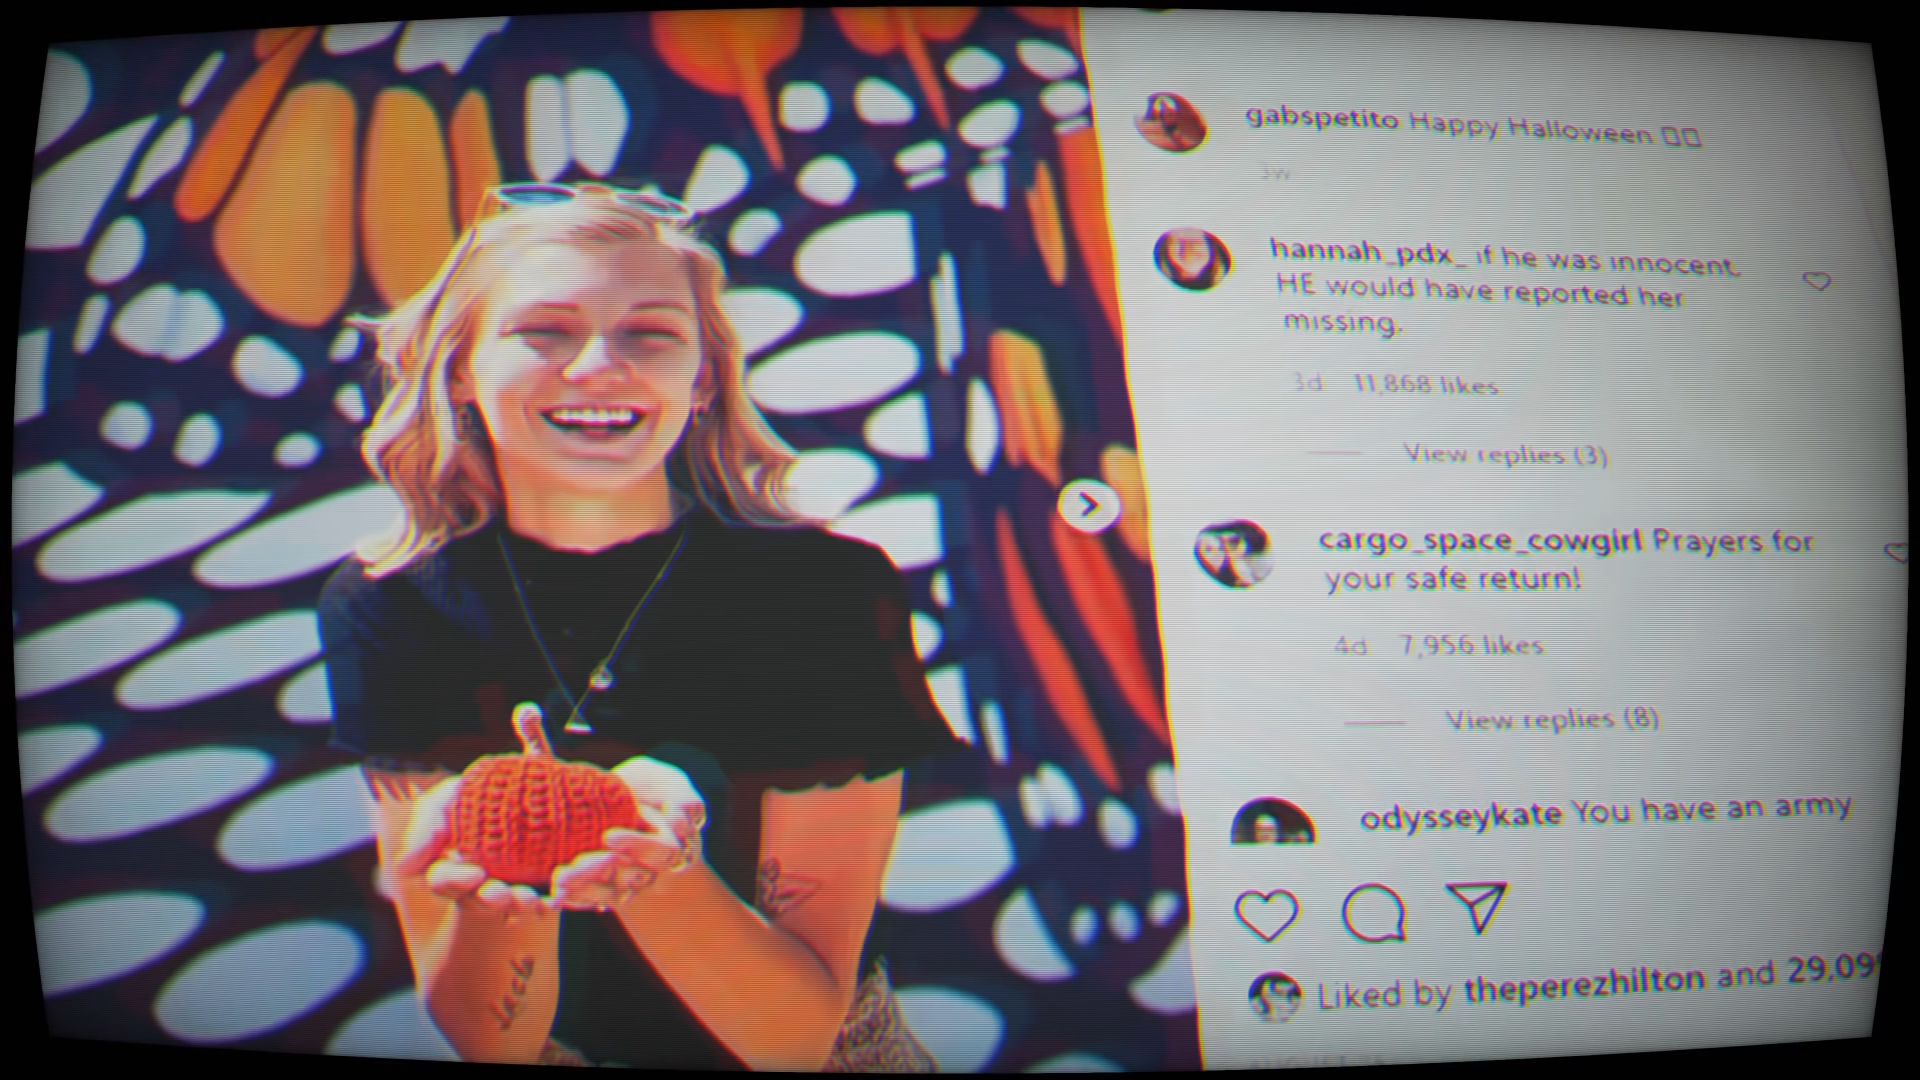 gabspetito Happy Halloween
3w
hannah_pdx_ if he was innocent,
HE would have reported her
missing.
3d 11,868 likes
View replies (3)
cargo_space_cowgirl Prayers for
your safe return!
4d 7,956 likes
View replies (8)
odysseykate You have an army
Liked by theperezhilton and 29,09